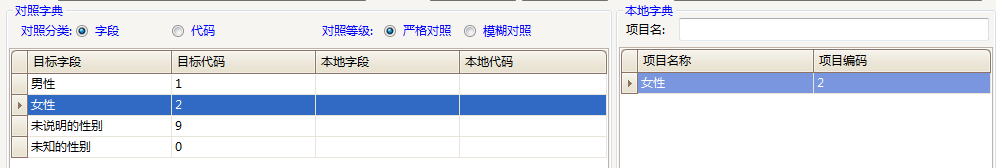 对照字典
对照分类: 字段 代码 对照等级: 严格对照 模糊对照
目标字段 目标代码 本地字段 本地代码
男性 1
女性 2
未说明的性别 9
未知的性别 0
本地字典
项目名:
项目名称 项目编码
女性 2